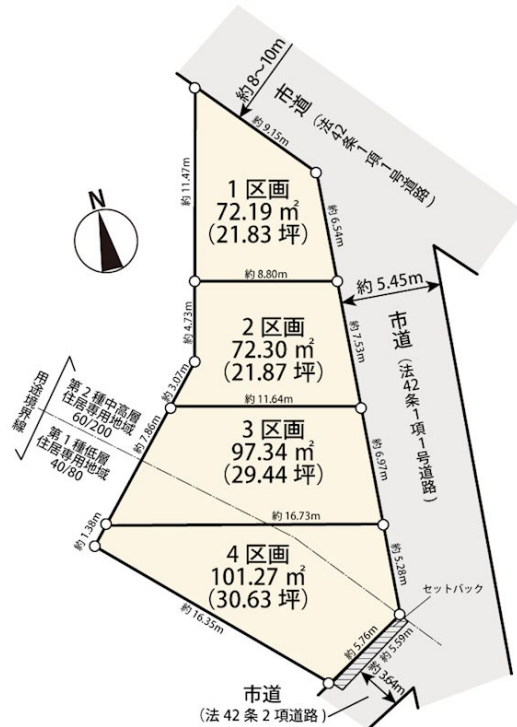 約8～10m
市道（法42条1項1号道路）
約9.15m
約11.47m
1区画
72.19㎡
(21.83坪)
約6.54m
N
約8.80m
約5.45m
約4.73m
2区画
72.30㎡
(21.87坪)
約7.53m
市道（法42条1項1号道路）
約3.07m
約11.64m
用途境界線
第2種中高層
住居専用地域
60/200
第1種低層
住居専用地域
40/80
約7.86m
3区画
97.34㎡
(29.44坪)
約6.97m
約1.38m
約16.73m
4区画
101.27㎡
(30.63坪)
約5.28m
セットバック
約16.35m
約5.76m
約5.59m
約3.64m
市道
(法42条2項道路)